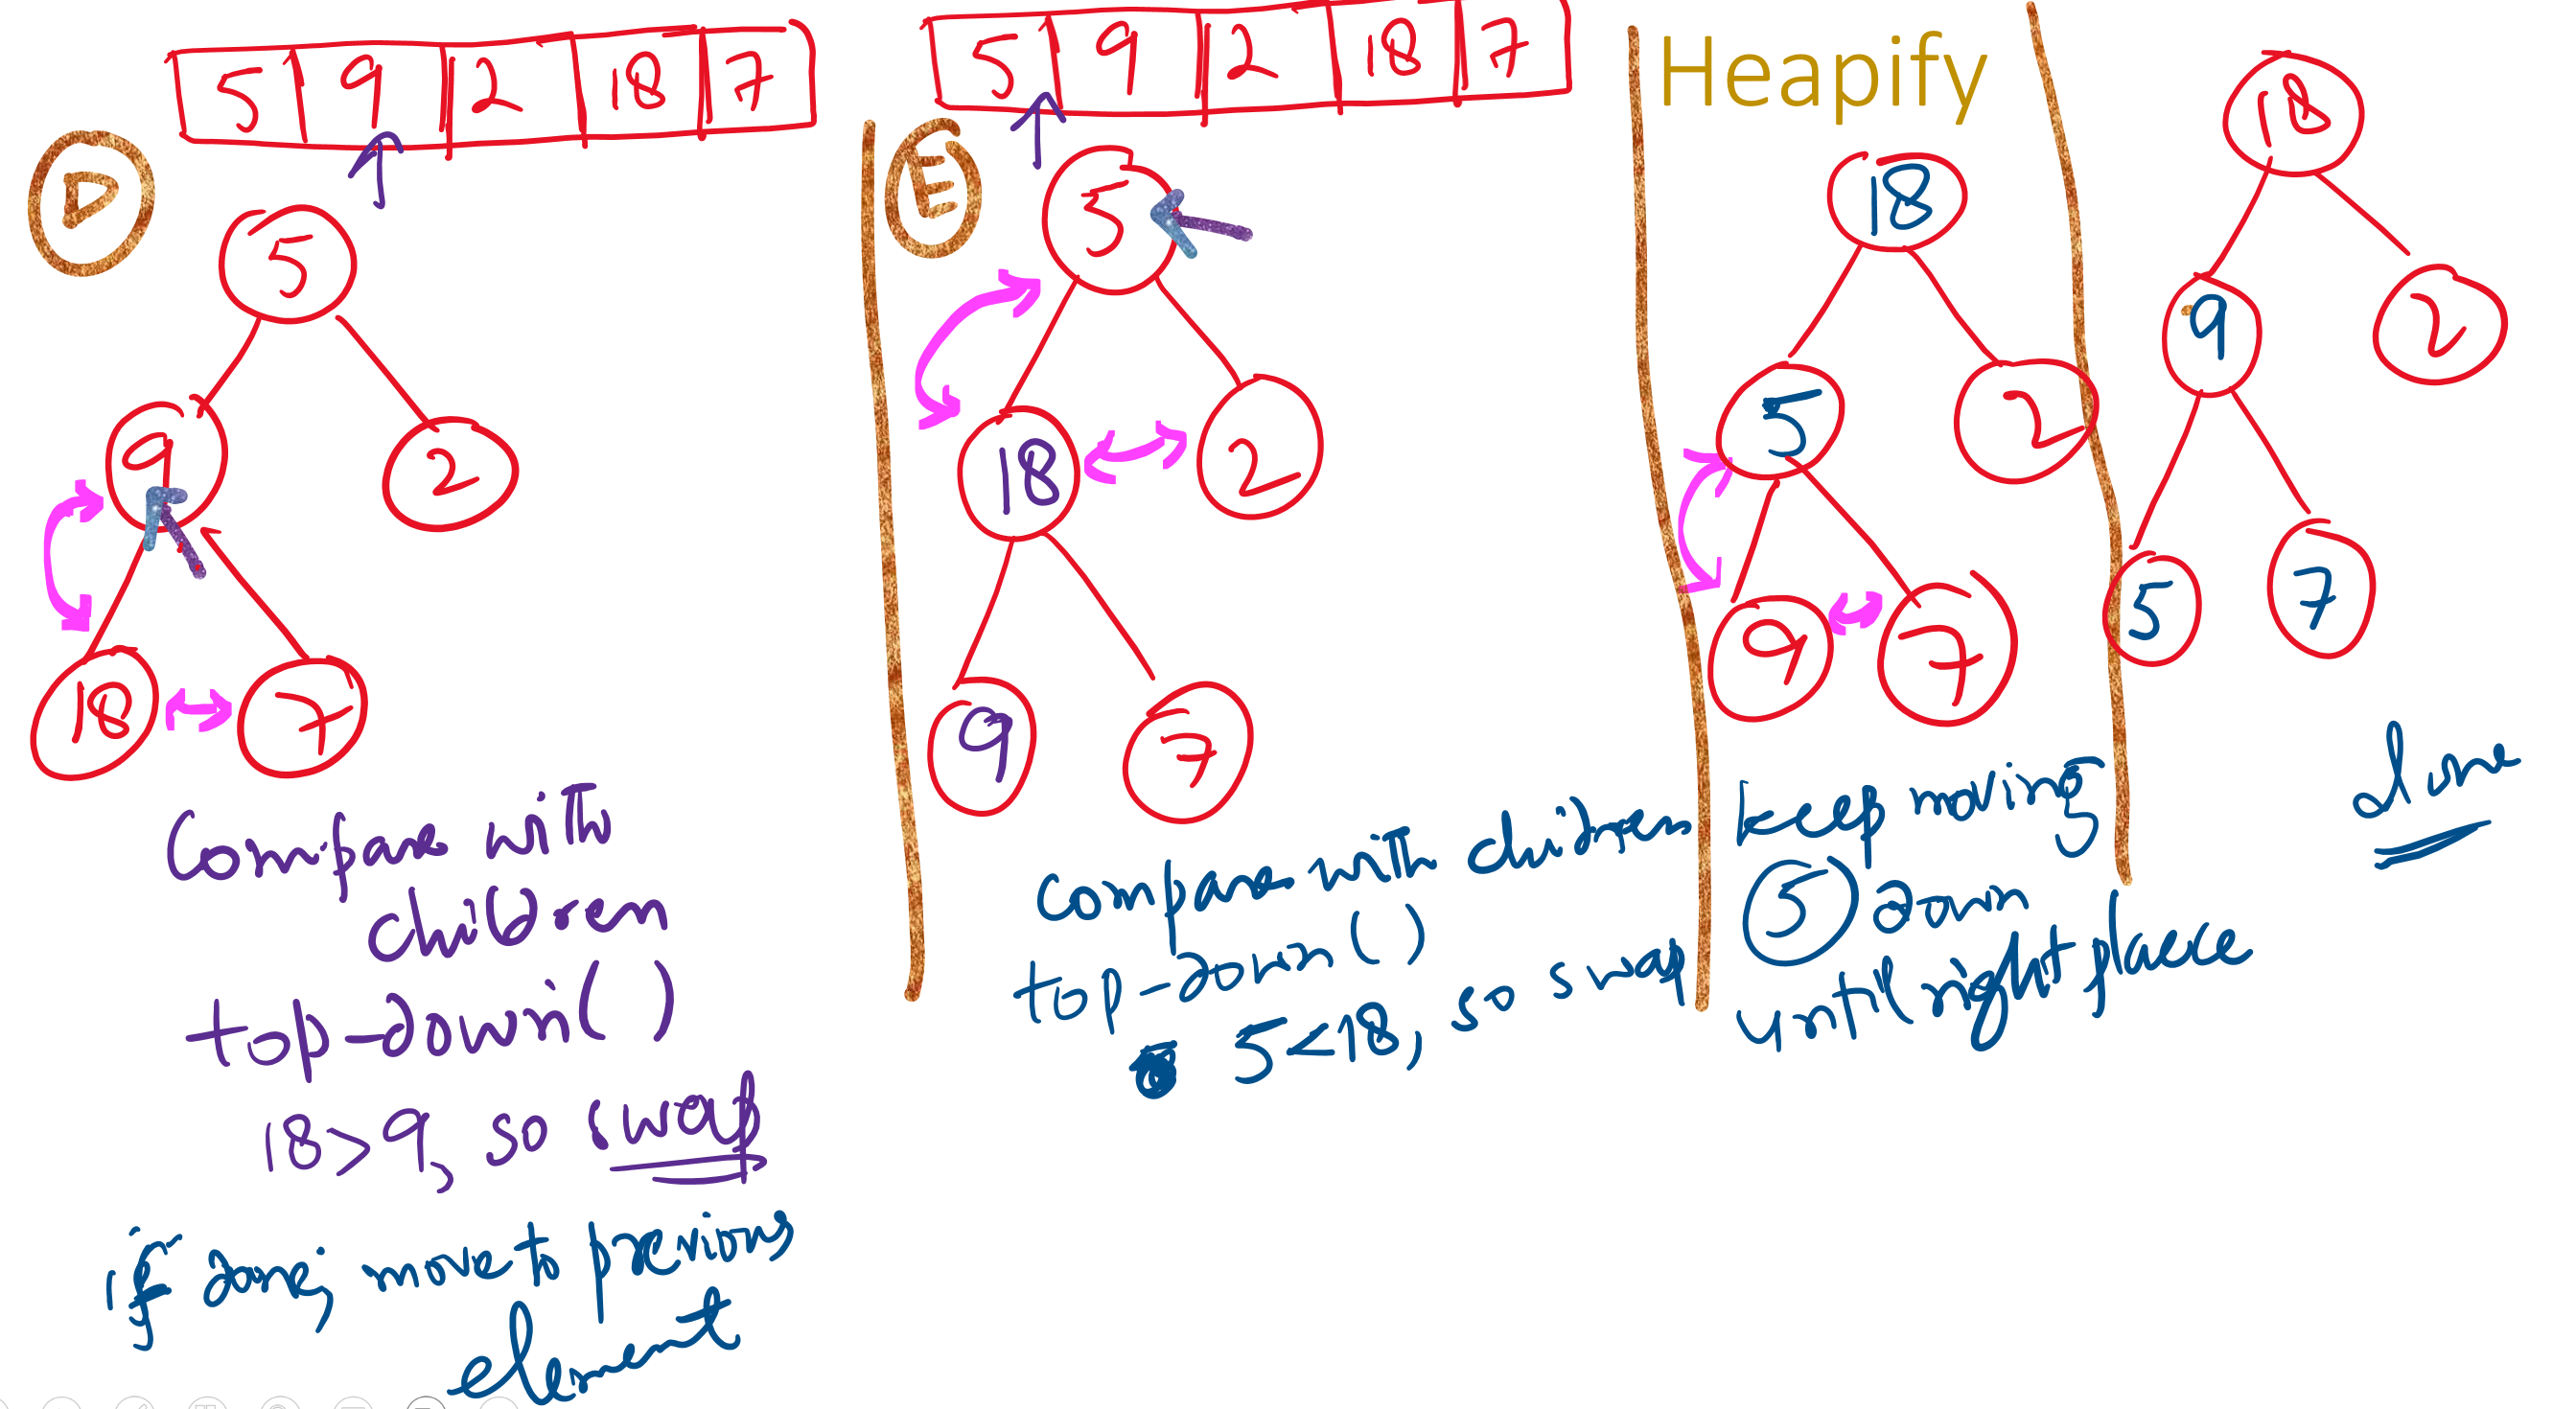 5 9 2 18 7
D
5
9 2
18 7
Compare with
children
top-down()
18>9, so swap
if done, move to previous
element
5 9 2 18 7
E
5
18 2
9 7
Compare with children
top-down()
5<18, so swap
Heapify
18
5 2
9 7
keep moving
5 down
until right place
18
9 2
5 7
done